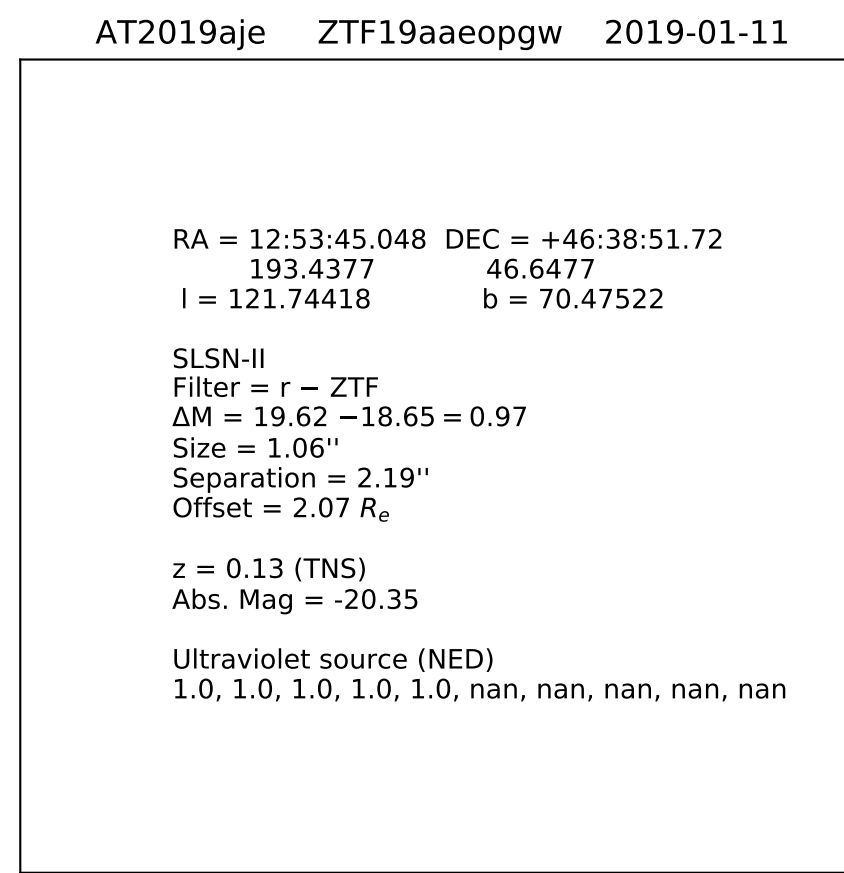 AT2019aje ZTF19aaeopgw 2019-01-11
RA = 12:53:45.048 DEC = +46:38:51.72
193.4377 46.6477
l = 121.74418 b = 70.47522
SLSN-II
Filter = r − ZTF
ΔM = 19.62 −18.65 = 0.97
Size = 1.06''
Separation = 2.19''
Offset = 2.07 Re
z = 0.13 (TNS)
Abs. Mag = -20.35
Ultraviolet source (NED)
1.0, 1.0, 1.0, 1.0, 1.0, nan, nan, nan, nan, nan